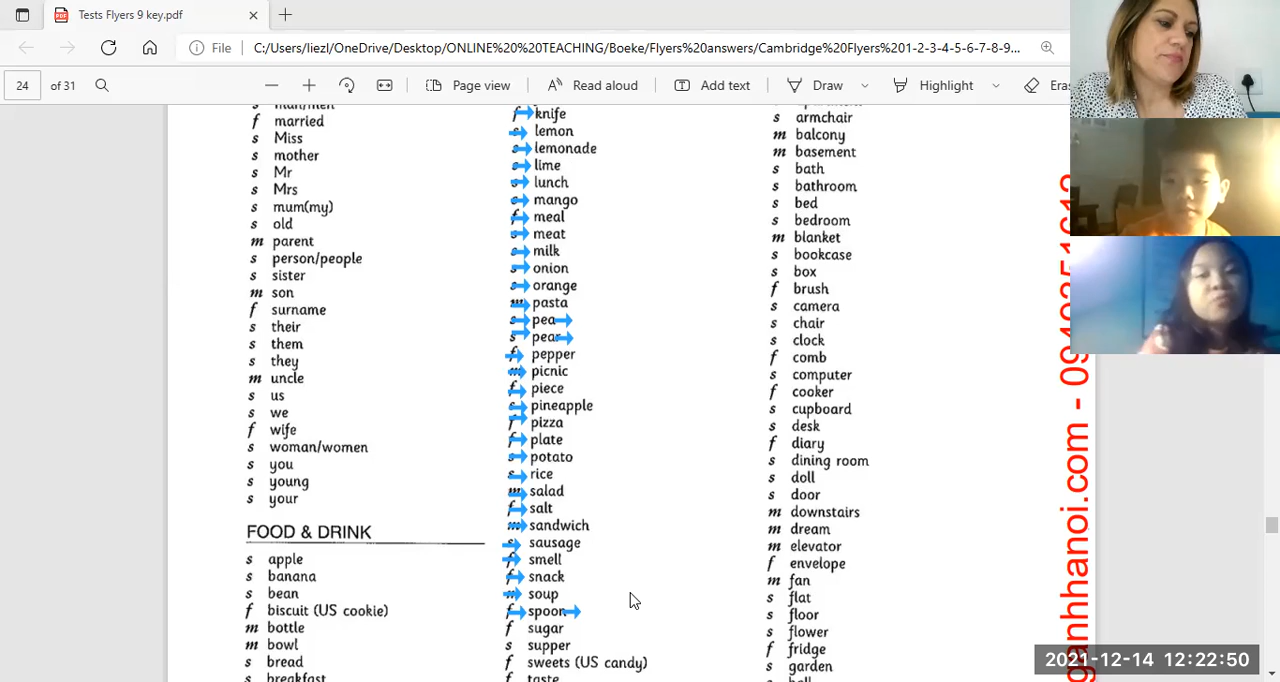 Tests Flyers 9 key.pdf
File
C:/Users/liezl/OneDrive/Desktop/ONLINE%20%20TEACHING/Boeke/Flyers%20answers/Cambridge%20Flyers%201-2-3-4-5-6-7-8-9...
24 of 31
Page view
Read aloud
Add text
Draw
Highlight
s man/men
f married
s Miss
s mother
s Mr
s Mrs
s mum(my)
s old
m parent
s person/people
s sister
m son
f surname
s their
s them
s they
m uncle
s us
s we
f wife
s woman/women
s you
s young
s your
FOOD & DRINK
s apple
s banana
s bean
f biscuit (US cookie)
m bottle
m bowl
s bread
s breakfast
f knife
s lemon
s lemonade
s lime
s lunch
s mango
f meal
s meat
s milk
s onion
s orange
m pasta
s pea
s pear
f pepper
m picnic
f piece
s pineapple
f pizza
f plate
s potato
s rice
m salad
f salt
m sandwich
s sausage
f smell
f snack
m soup
f spoon
f sugar
s supper
f sweets (US candy)
f taste
s armchair
m balcony
m basement
s bath
s bathroom
s bed
s bedroom
m blanket
s bookcase
s box
f brush
s camera
s chair
s clock
f comb
s computer
f cooker
s cupboard
s desk
f diary
s dining room
s doll
s door
m downstairs
m dream
m elevator
f envelope
m fan
s flat
s floor
s flower
f fridge
s garden
2021-12-14 12:22:50